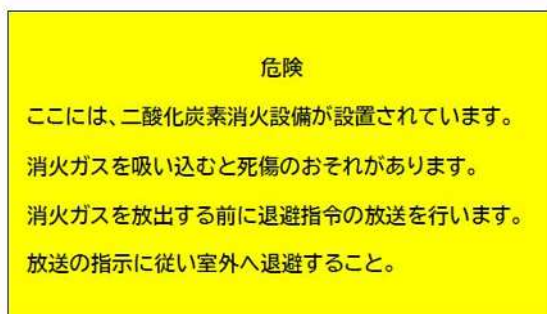 危険
ここには、二酸化炭素消火設備が設置されています。
消火ガスを吸い込むと死傷のおそれがあります。
消火ガスを放出する前に退避指令の放送を行います。
放送の指示に従い室外へ退避すること。